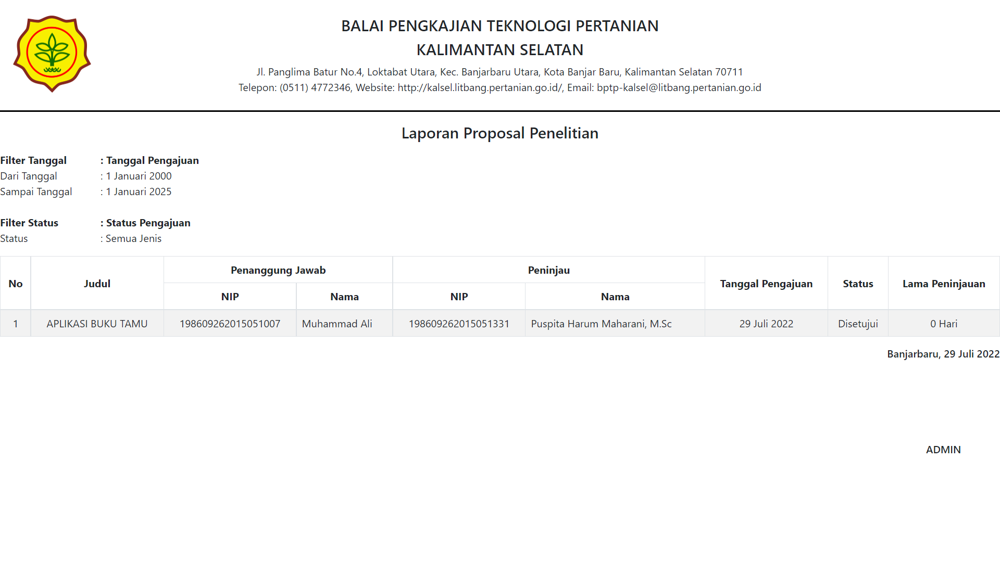 BALAI PENGKAJIAN TEKNOLOGI PERTANIAN
KALIMANTAN SELATAN
Jl. Panglima Batur No.4, Loktabat Utara, Kec. Banjarbaru Utara, Kota Banjar Baru, Kalimantan Selatan 70711
Telepon: (0511) 4772346, Website: http://kalsel.litbang.pertanian.go.id/, Email: bptp-kalsel@litbang.pertanian.go.id
Laporan Proposal Penelitian
Filter Tanggal : Tanggal Pengajuan
Dari Tanggal : 1 Januari 2000
Sampai Tanggal : 1 Januari 2025
Filter Status : Status Pengajuan
Status : Semua Jenis
No Judul Penanggung Jawab Peninjau Tanggal Pengajuan Status Lama Peninjauan
NIP Nama NIP Nama
1 APLIKASI BUKU TAMU 198609262015051007 Muhammad Ali 198609262015051331 Puspita Harum Maharani, M.Sc 29 Juli 2022 Disetujui 0 Hari
Banjarbaru, 29 Juli 2022
ADMIN